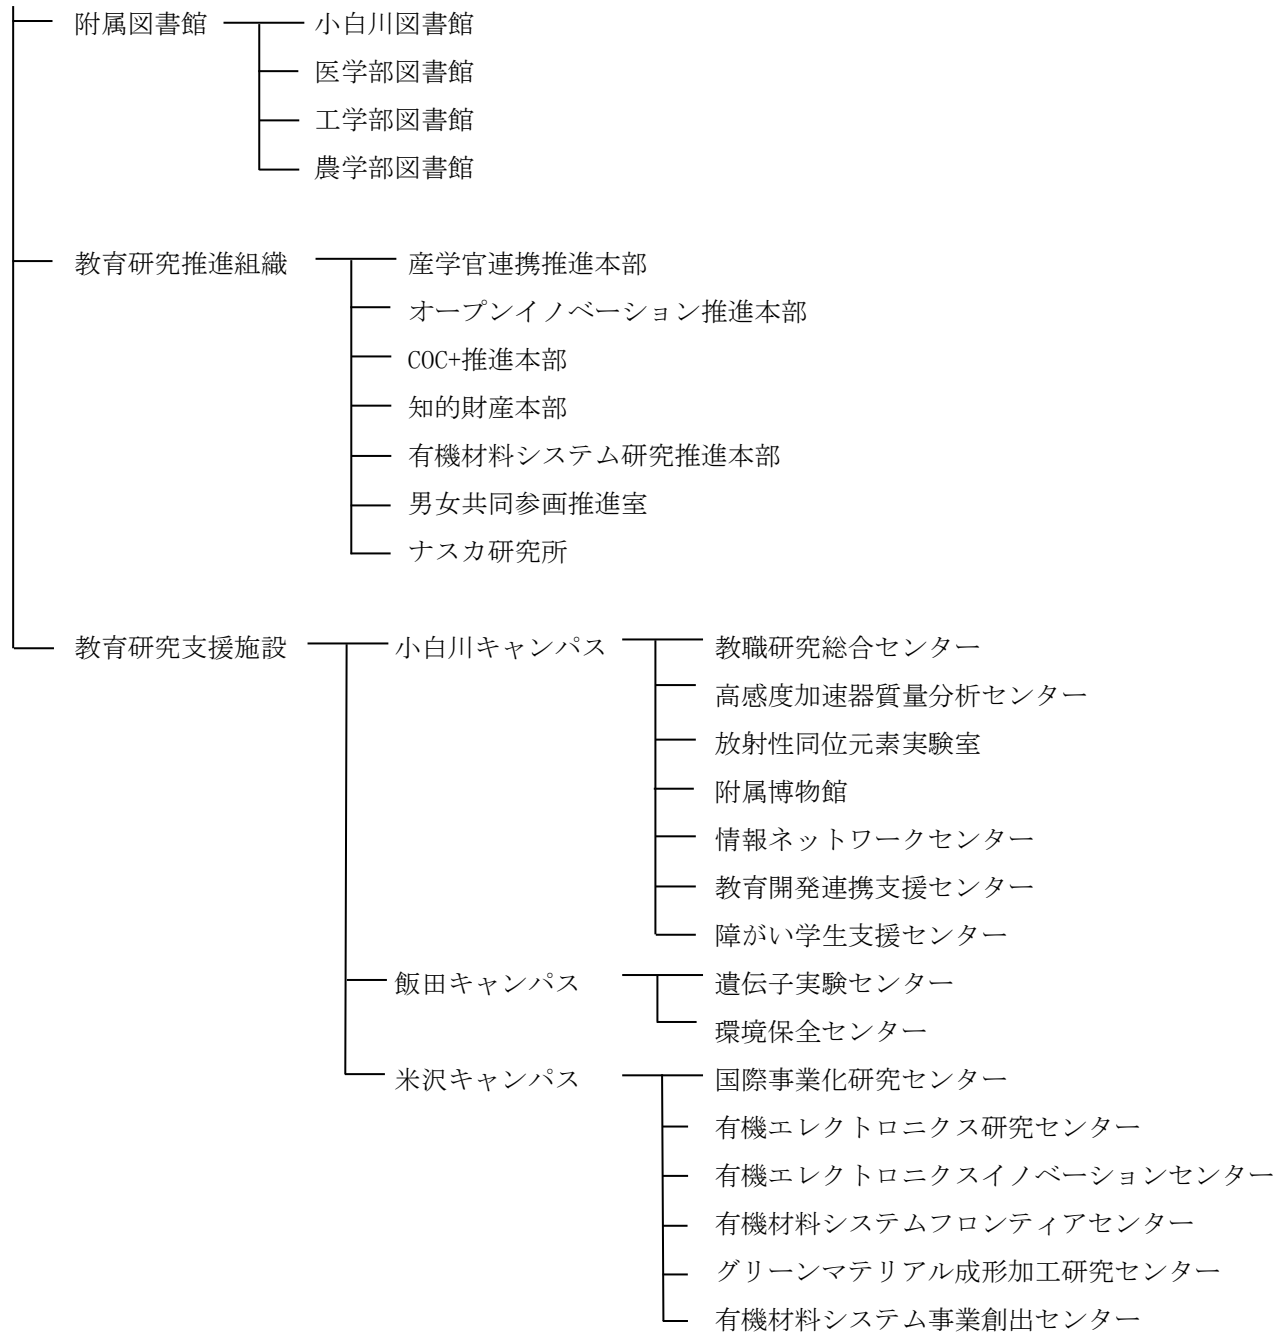 附属図書館 小白川図書館
医学部図書館
工学部図書館
農学部図書館
教育研究推進組織 産学官連携推進本部
オープンイノベーション推進本部
COC+推進本部
知的財産本部
有機材料システム研究推進本部
男女共同参画推進室
ナスカ研究所
教育研究支援施設 小白川キャンパス 教職研究総合センター
高感度加速器質量分析センター
放射性同位元素実験室
附属博物館
情報ネットワークセンター
教育開発連携支援センター
障がい学生支援センター
飯田キャンパス 遺伝子実験センター
環境保全センター
米沢キャンパス 国際事業化研究センター
有機エレクトロニクス研究センター
有機エレクトロニクスイノベーションセンター
有機材料システムフロンティアセンター
グリーンマテリアル成形加工研究センター
有機材料システム事業創出センター